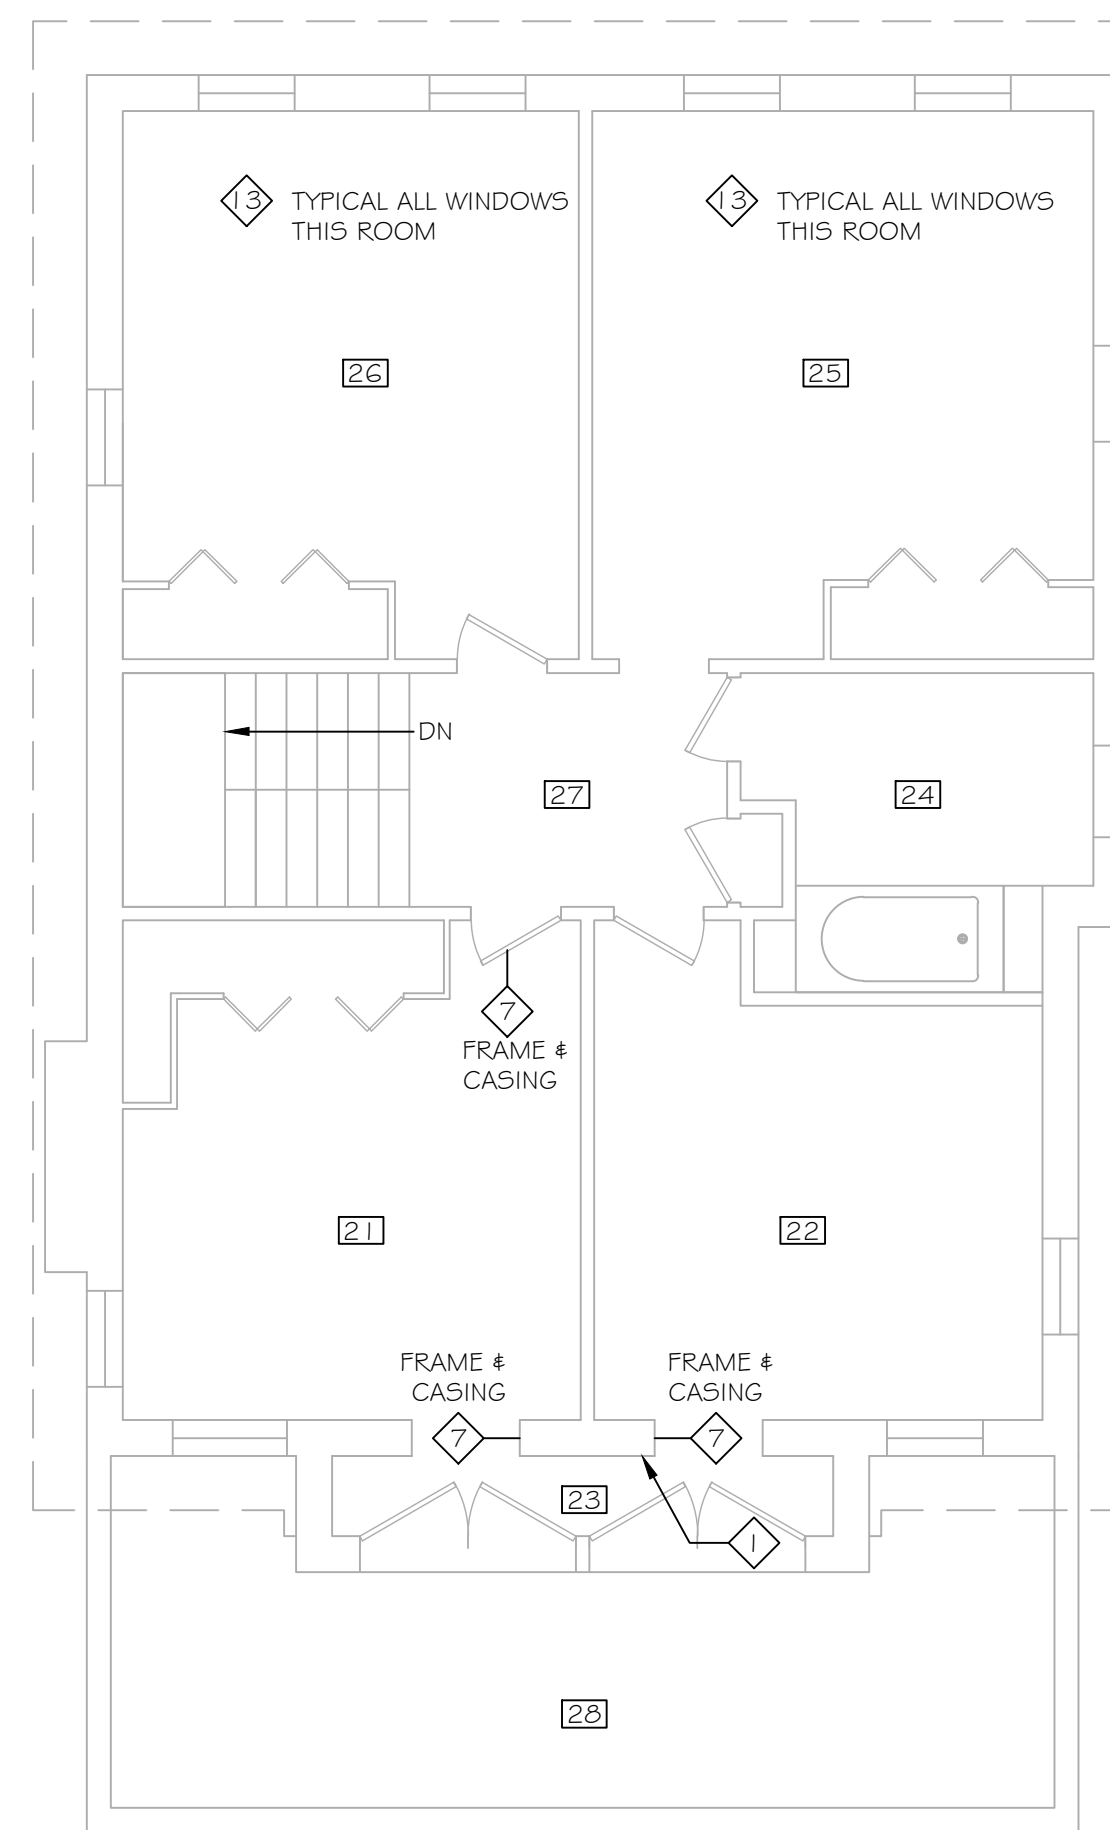 13 TYPICAL ALL WINDOWS
THIS ROOM
13 TYPICAL ALL WINDOWS
THIS ROOM
26
25
DN
27
24
7
FRAME &
CASING
21
22
FRAME &
CASING
7
FRAME &
CASING
7
23
1
28